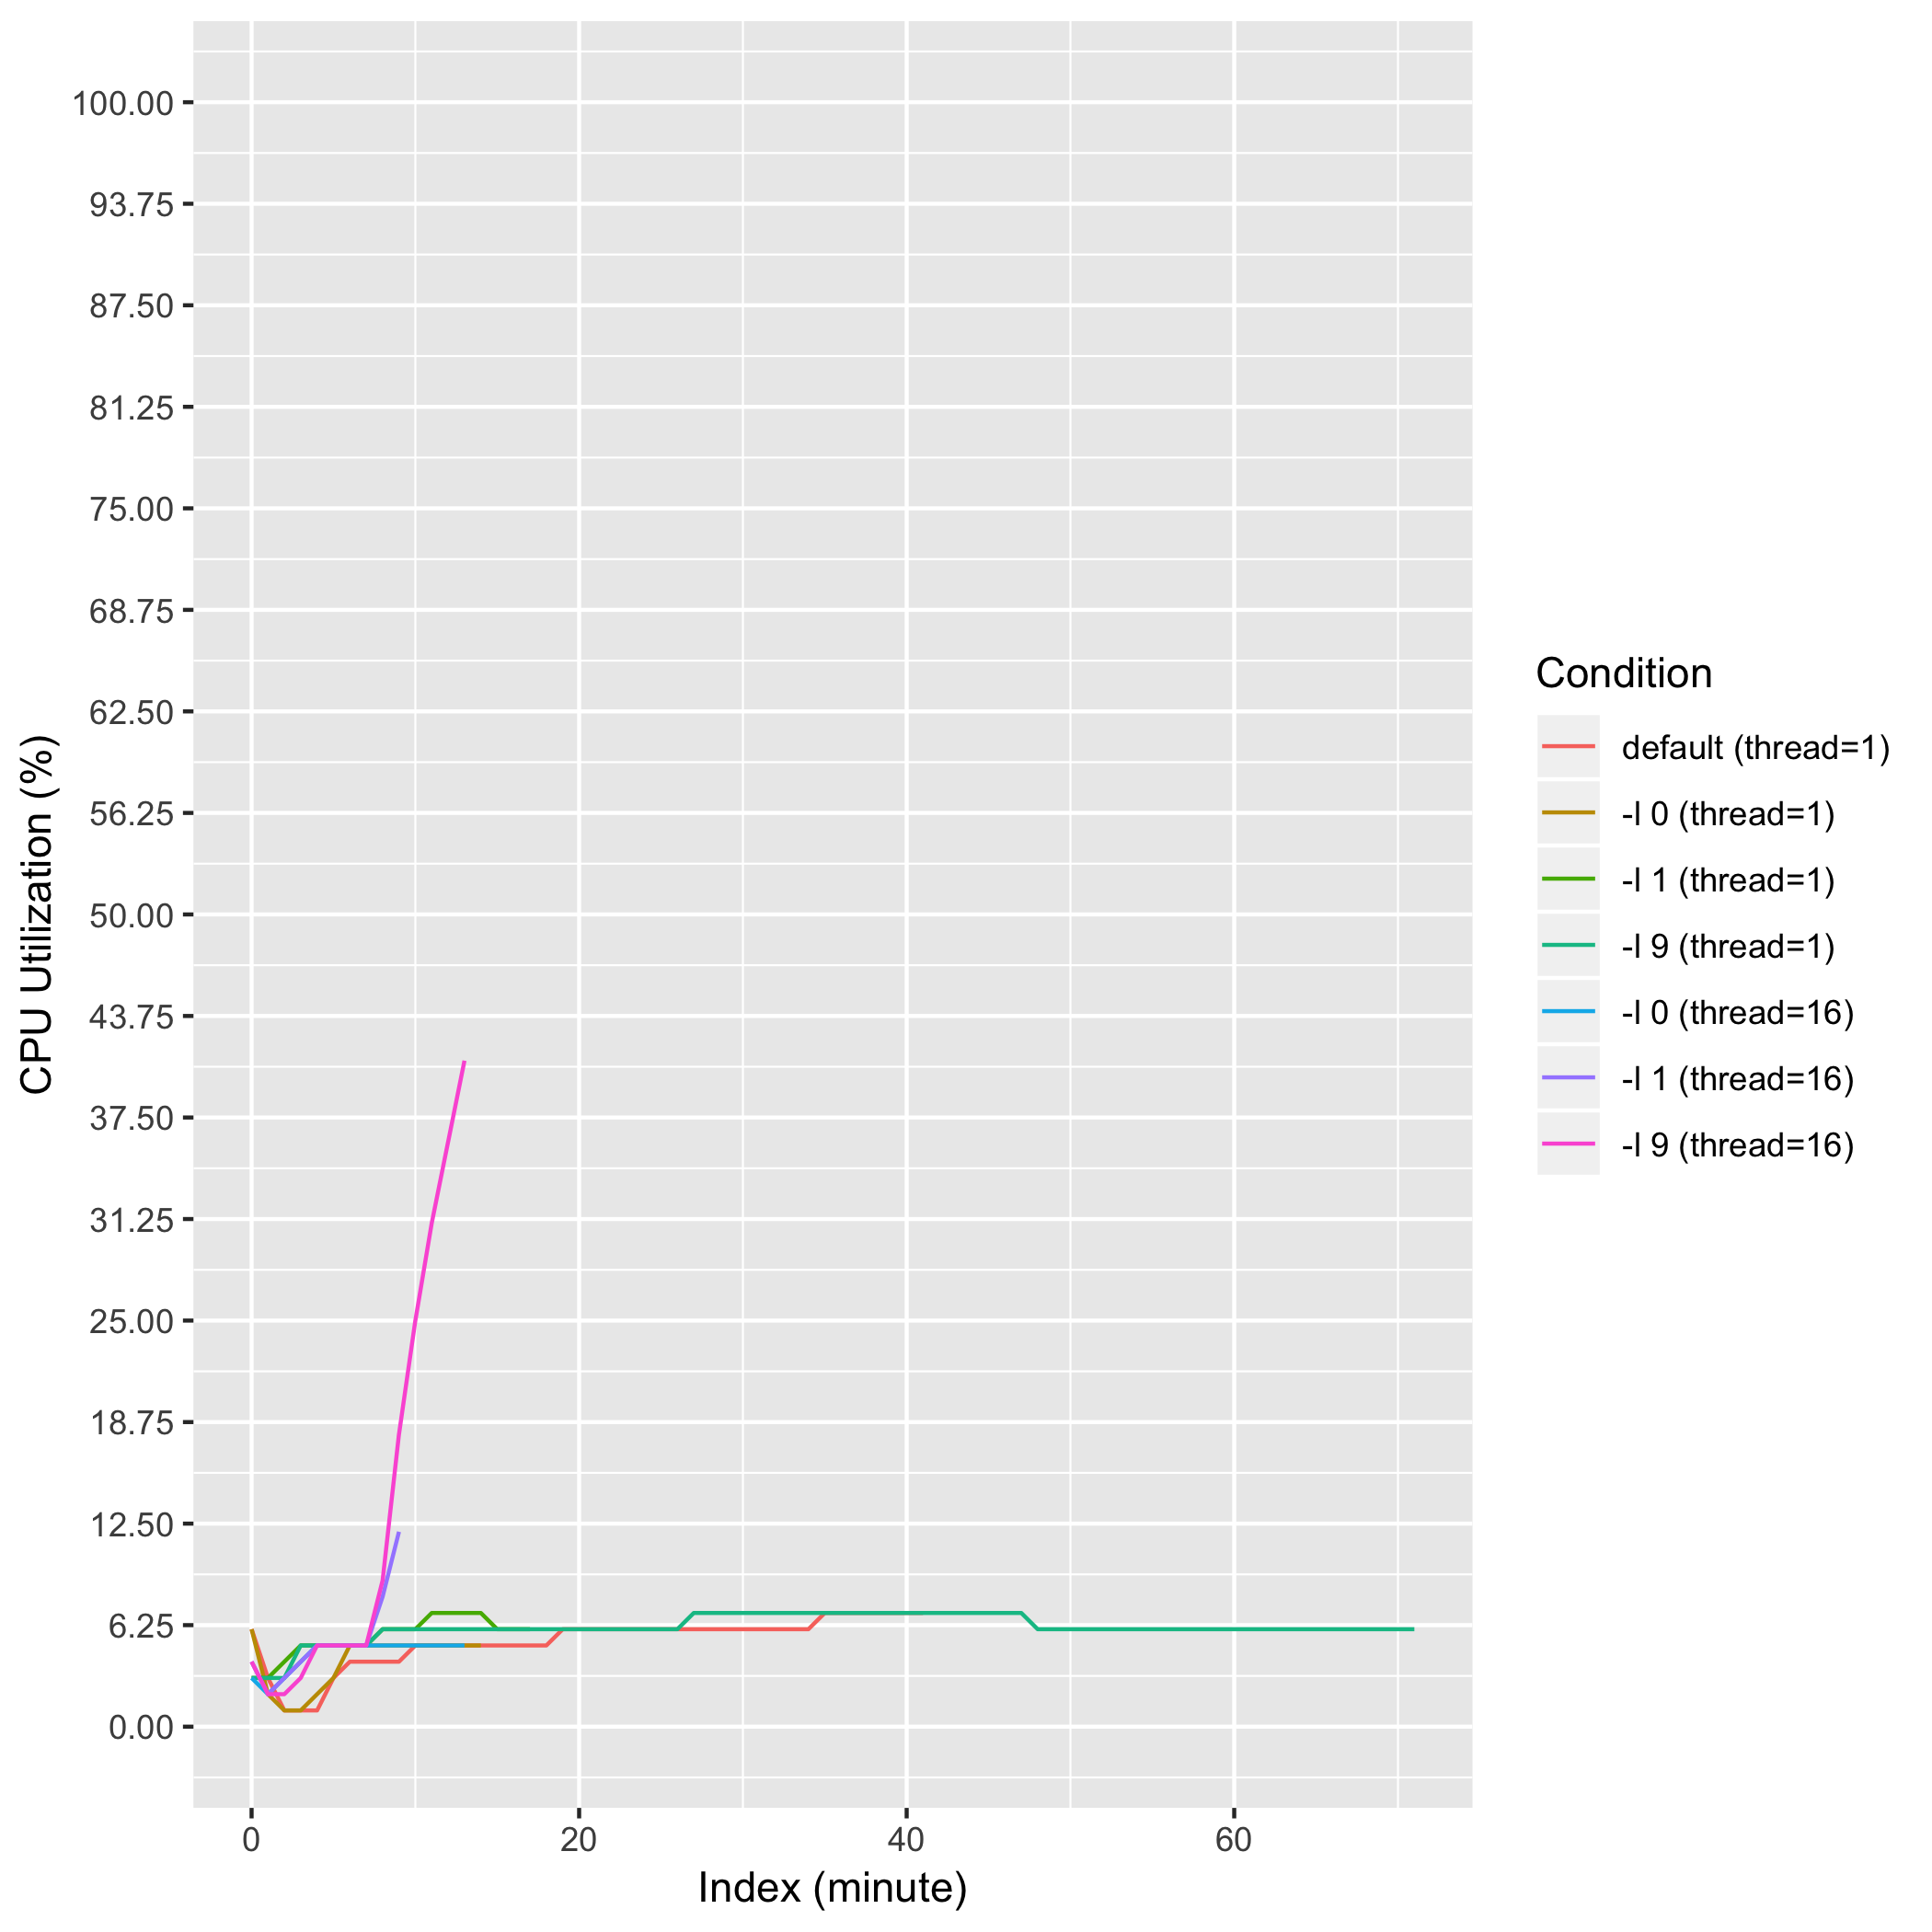 100.00
93.75
87.50
81.25
75.00
68.75
62.50
56.25
50.00
43.75
37.50
31.25
25.00
18.75
12.50
6.25
0.00
CPU Utilization (%)
0 20 40 60
Index (minute)
Condition
default (thread=1)
-l 0 (thread=1)
-l 1 (thread=1)
-l 9 (thread=1)
-l 0 (thread=16)
-l 1 (thread=16)
-l 9 (thread=16)